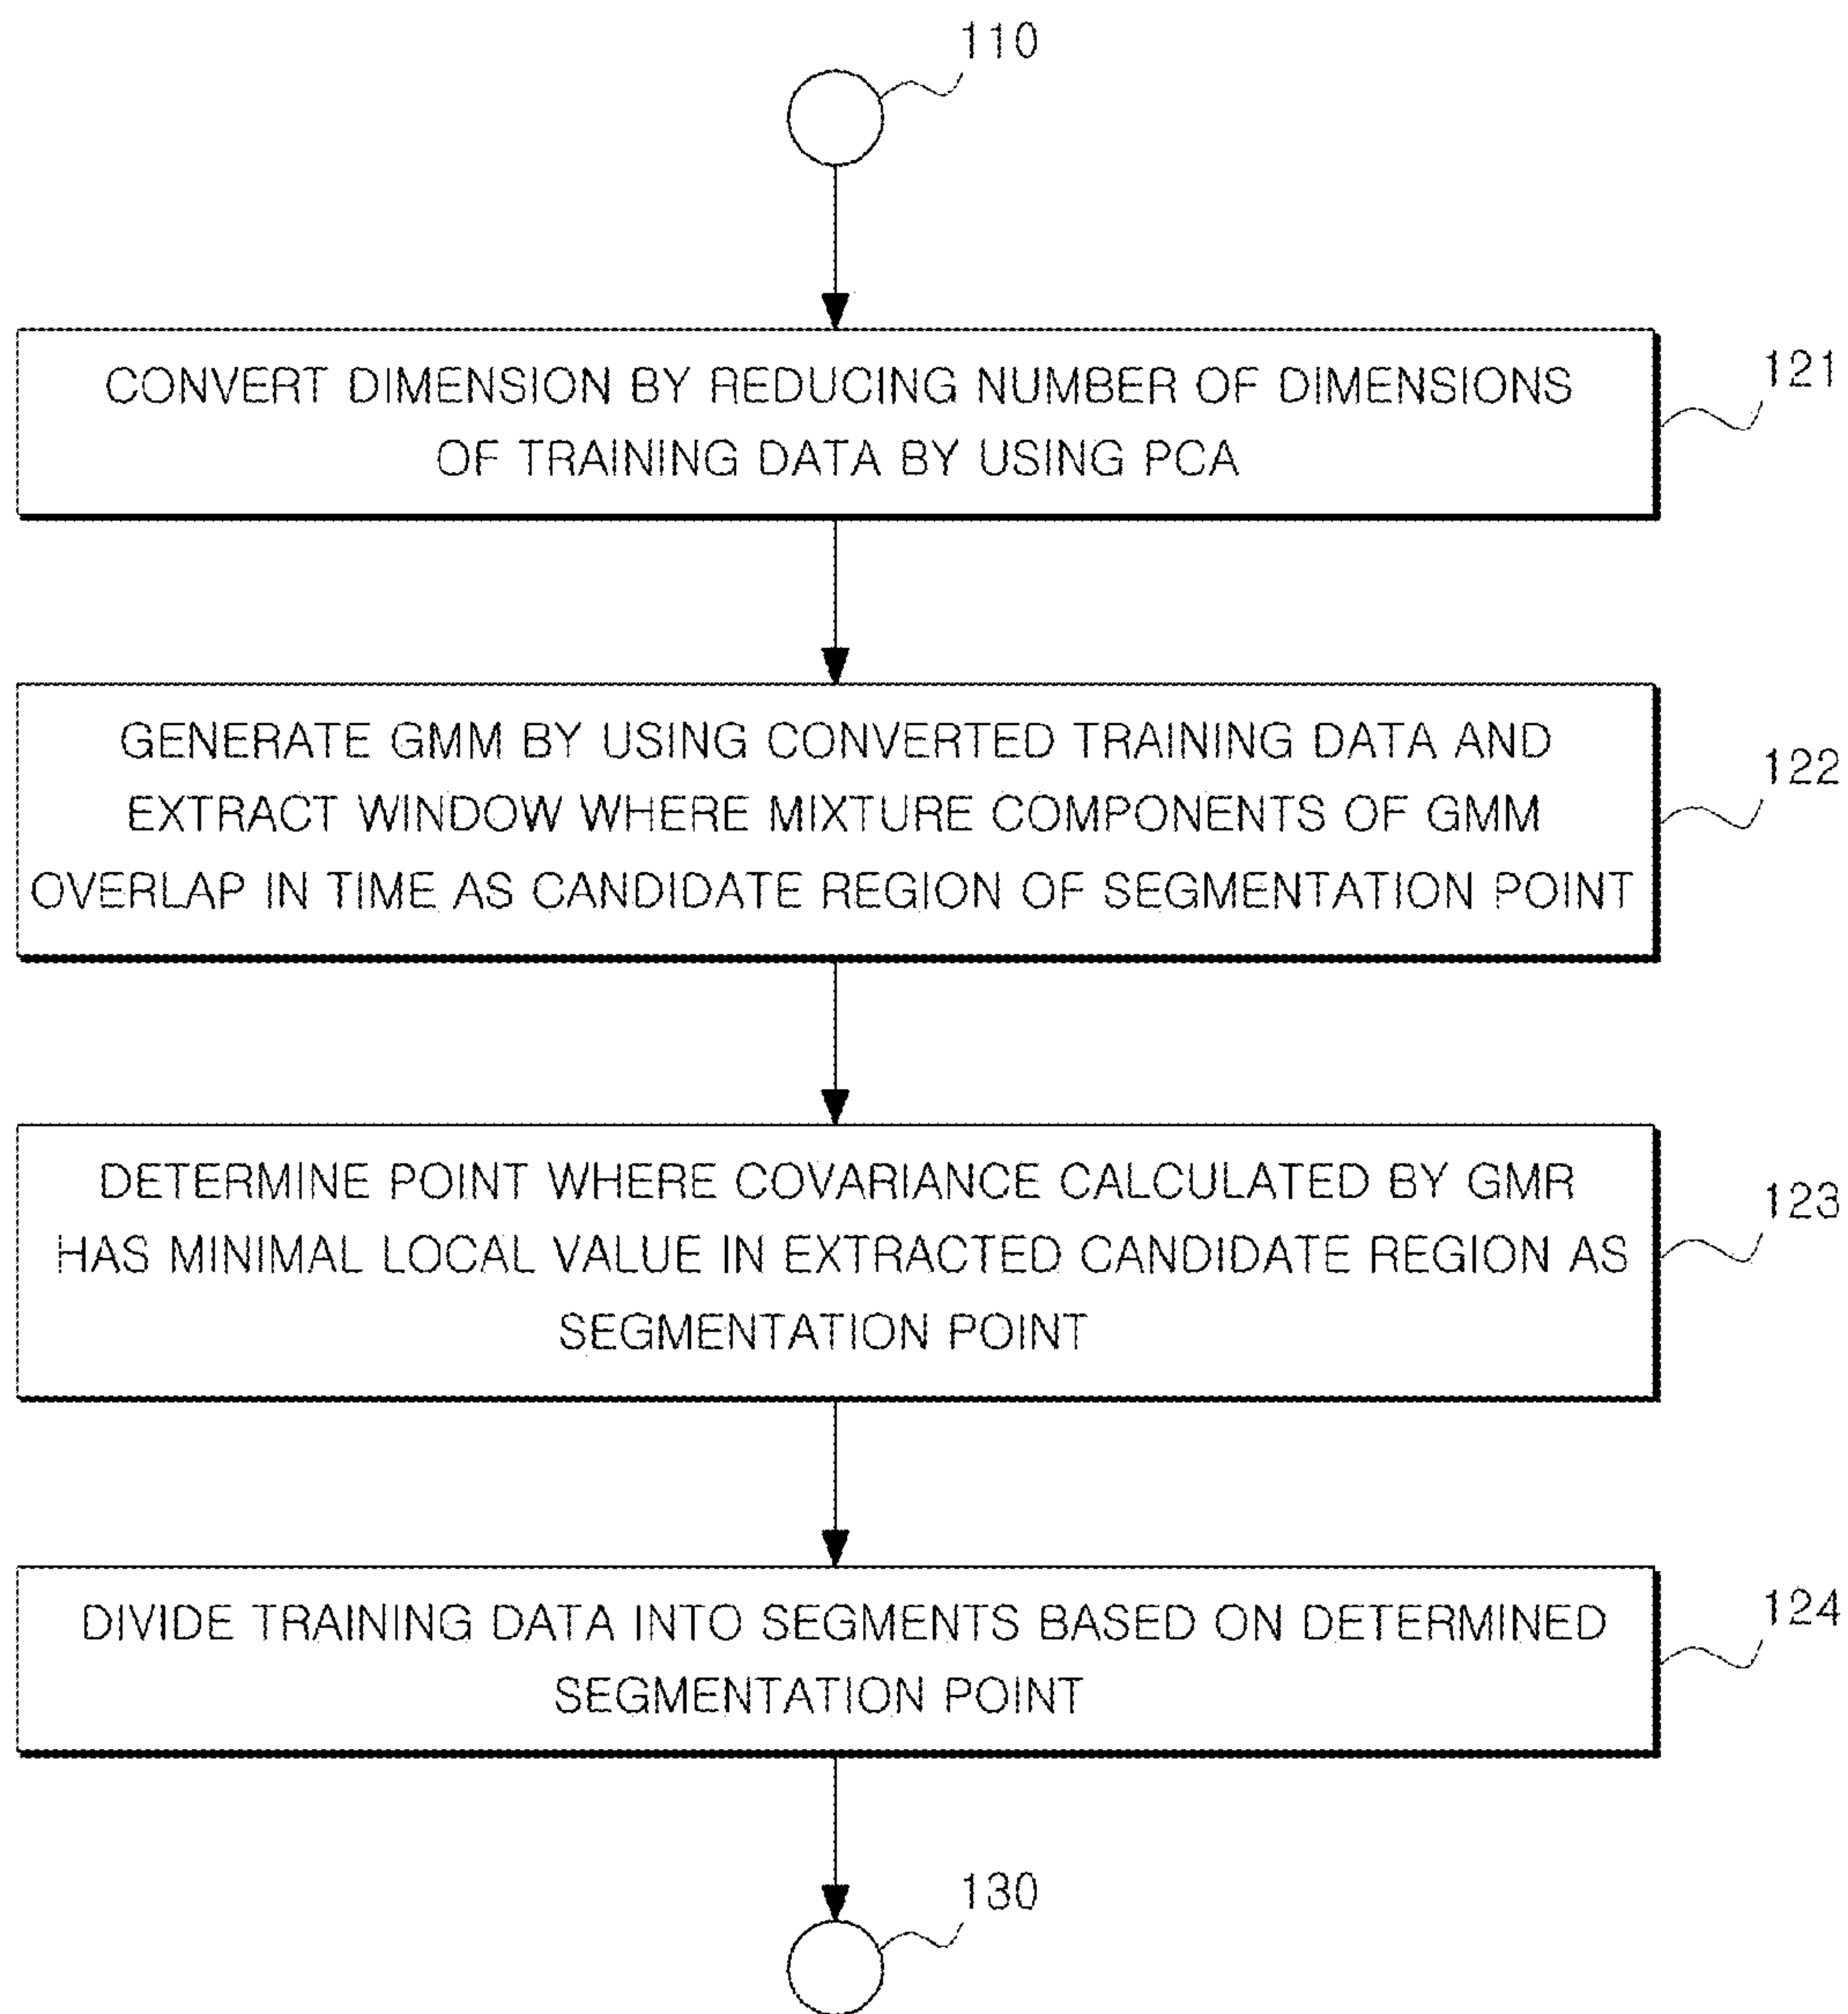 110
CONVERT DIMENSION BY REDUCING NUMBER OF DIMENSIONS
OF TRAINING DATA BY USING PCA
121
GENERATE GMM BY USING CONVERTED TRAINING DATA AND
EXTRACT WINDOW WHERE MIXTURE COMPONENTS OF GMM
OVERLAP IN TIME AS CANDIDATE REGION OF SEGMENTATION POINT
122
DETERMINE POINT WHERE COVARIANCE CALCULATED BY GMR
HAS MINIMAL LOCAL VALUE IN EXTRACTED CANDIDATE REGION AS
SEGMENTATION POINT
123
DIVIDE TRAINING DATA INTO SEGMENTS BASED ON DETERMINED
SEGMENTATION POINT
124
130